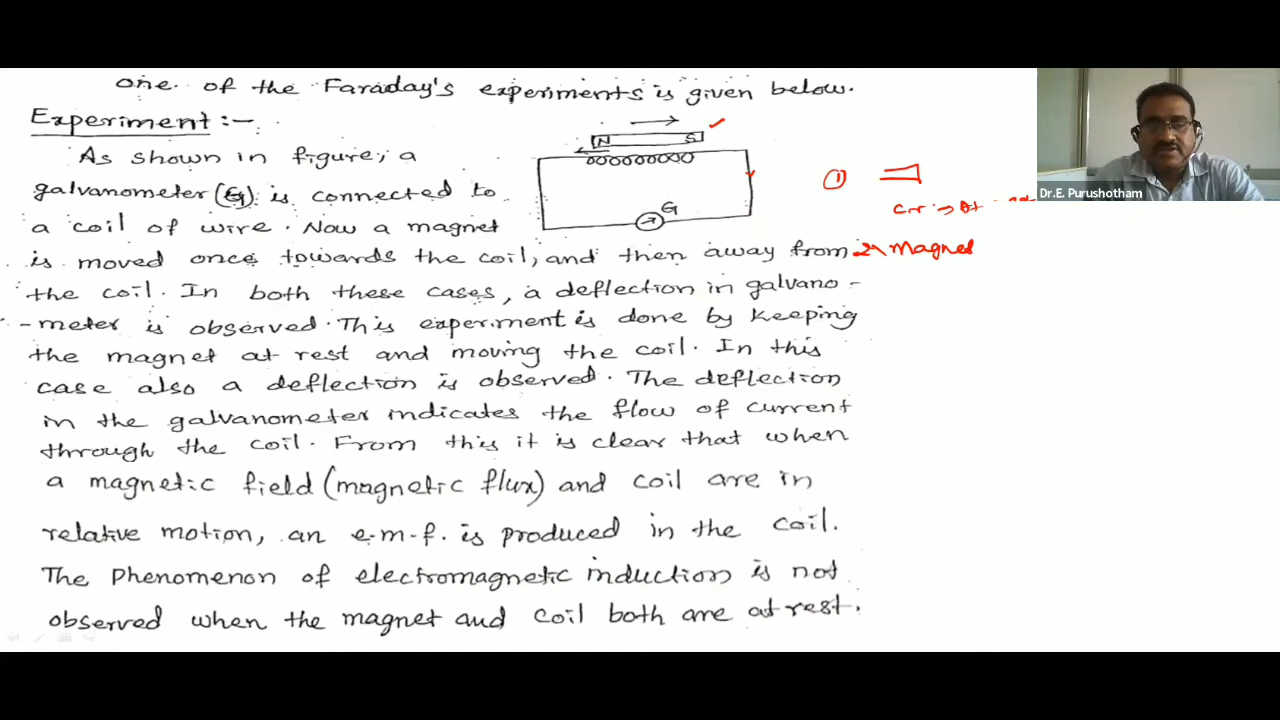 one of the Faraday's experiments is given below.
Experiment :-
As shown in figure, a
galvanometer (G) is connected to
a coil of wire. Now a magnet
is moved once towards the coil, and then away from
the coil. In both these cases, a deflection in galvano -
- meter is observed. This experiment is done by keeping
the magnet at rest and moving the coil. In this
case also a deflection is observed. The deflection
in the galvanometer indicates the flow of current
through the coil. From this it is clear that when
a magnetic field (magnetic flux) and coil are in
relative motion, an e.m.f. is produced in the coil.
The Phenomenon of electromagnetic induction is not
observed when the magnet and coil both are at rest.
N S
G
①
2) Magnet
Dr.E. Purushotham